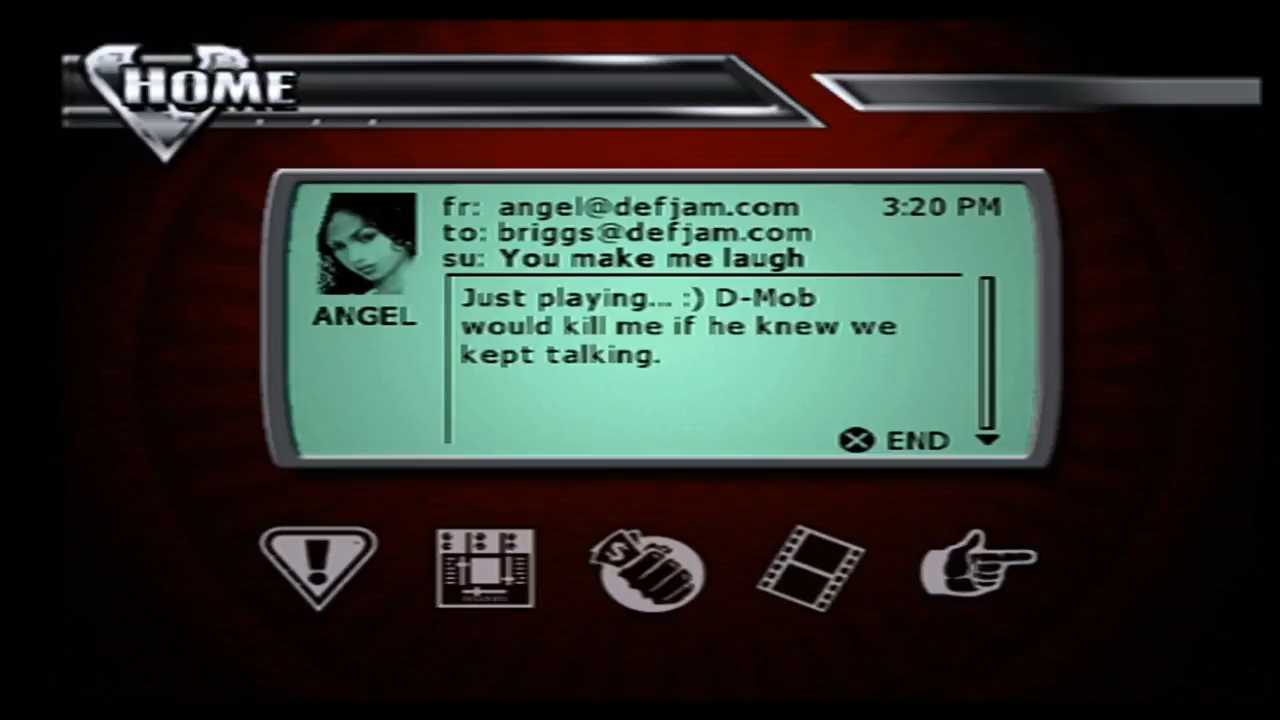 HOME
fr: angel@defjam.com 3:20 PM
to: briggs@defjam.com
su: You make me laugh
ANGEL
Just playing... :) D-Mob
would kill me if he knew we
kept talking.
END
$